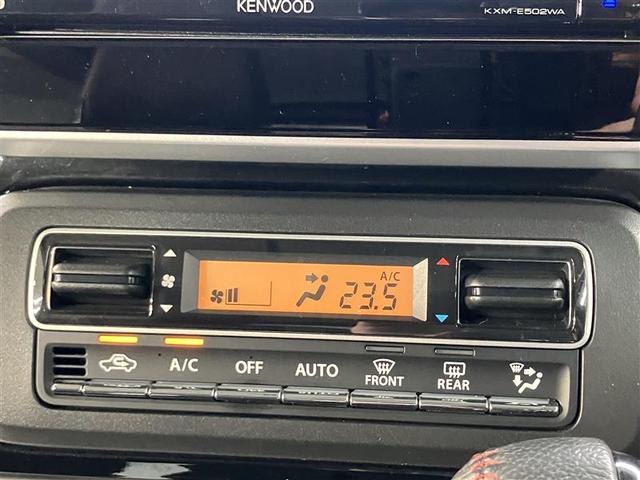 KENWOOD
KXM-E502WA
A/C
23.5
A/C OFF AUTO FRONT REAR